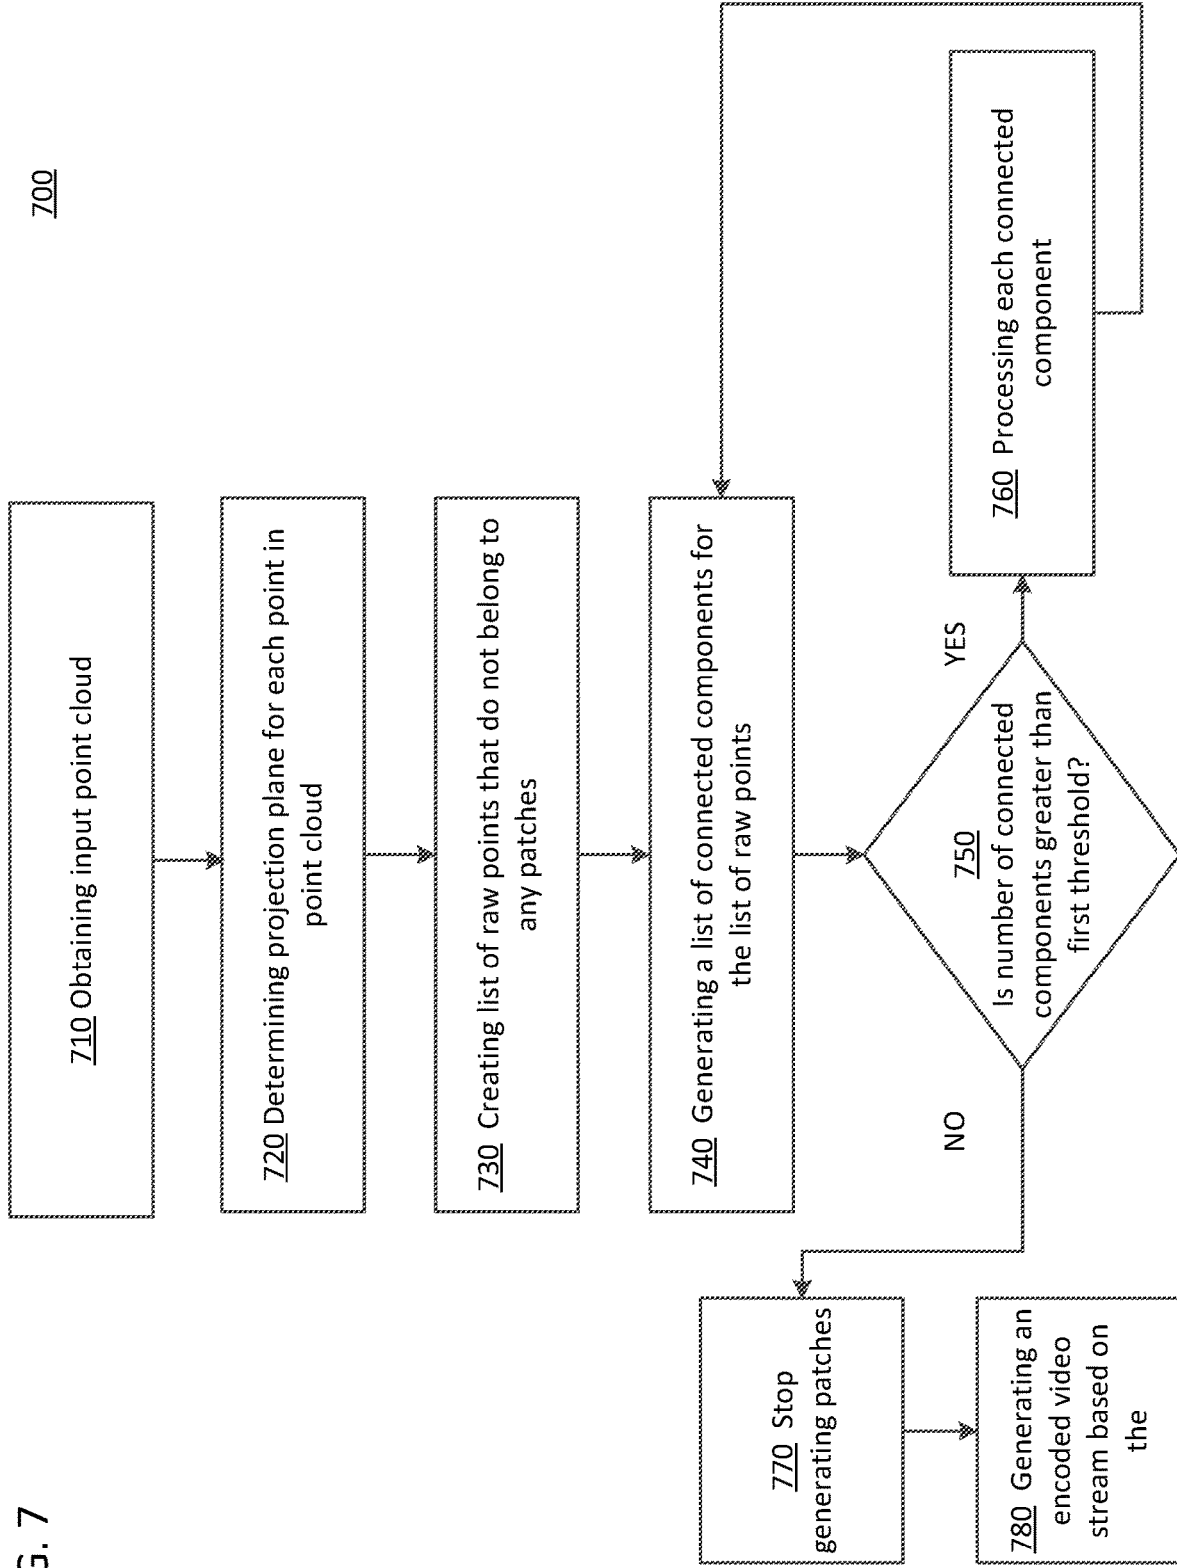 700
710 Obtaining input point cloud
720 Determining projection plane for each point in
point cloud
730 Creating list of raw points that do not belong to
any patches
740 Generating a list of connected components for
the list of raw points
750
Is number of connected
components greater than
first threshold?
YES
760 Processing each connected
component
NO
770 Stop
generating patches
780 Generating an
encoded video
stream based on
the
G. 7